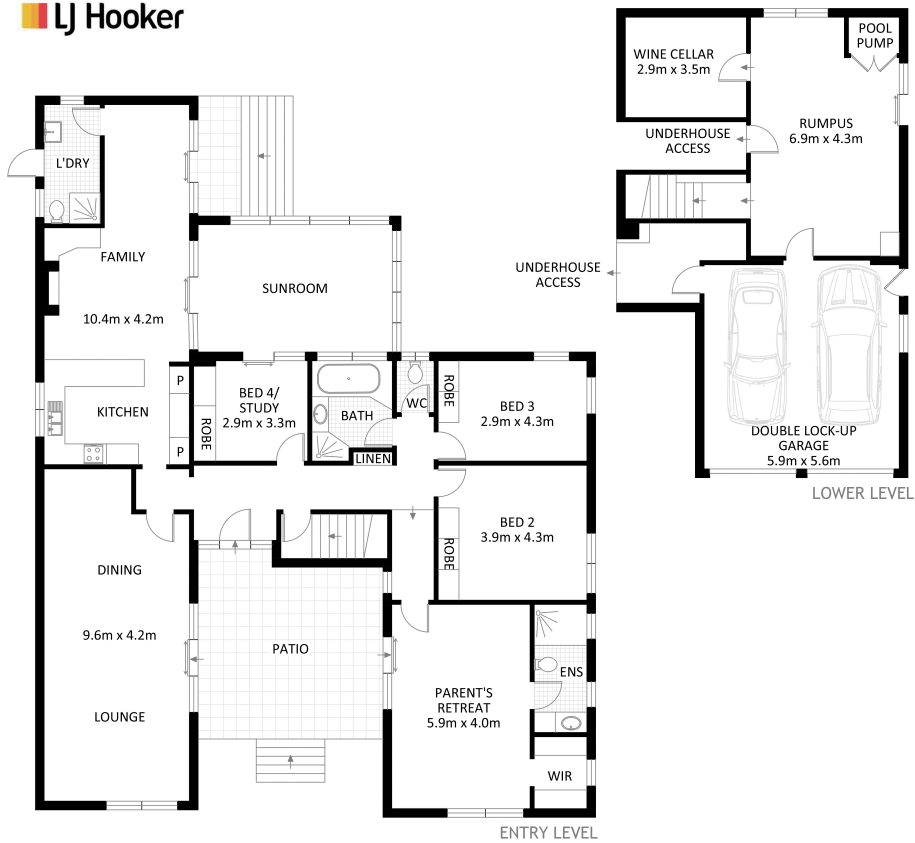 LJ Hooker
POOL
PUMP
WINE CELLAR
2.9m x 3.5m
RUMPUS
6.9m x 4.3m
UNDERHOUSE
ACCESS
L'DRY
FAMILY
10.4m x 4.2m
SUNROOM
UNDERHOUSE
ACCESS
KITCHEN
P
P
ROBE
BED 4/
STUDY
2.9m x 3.3m
BATH
LINEN
WC
ROBE
BED 3
2.9m x 4.3m
DOUBLE LOCK-UP
GARAGE
5.9m x 5.6m
LOWER LEVEL
BED 2
3.9m x 4.3m
ROBE
DINING
9.6m x 4.2m
LOUNGE
PATIO
PARENT'S
RETREAT
5.9m x 4.0m
ENS
WIR
ENTRY LEVEL